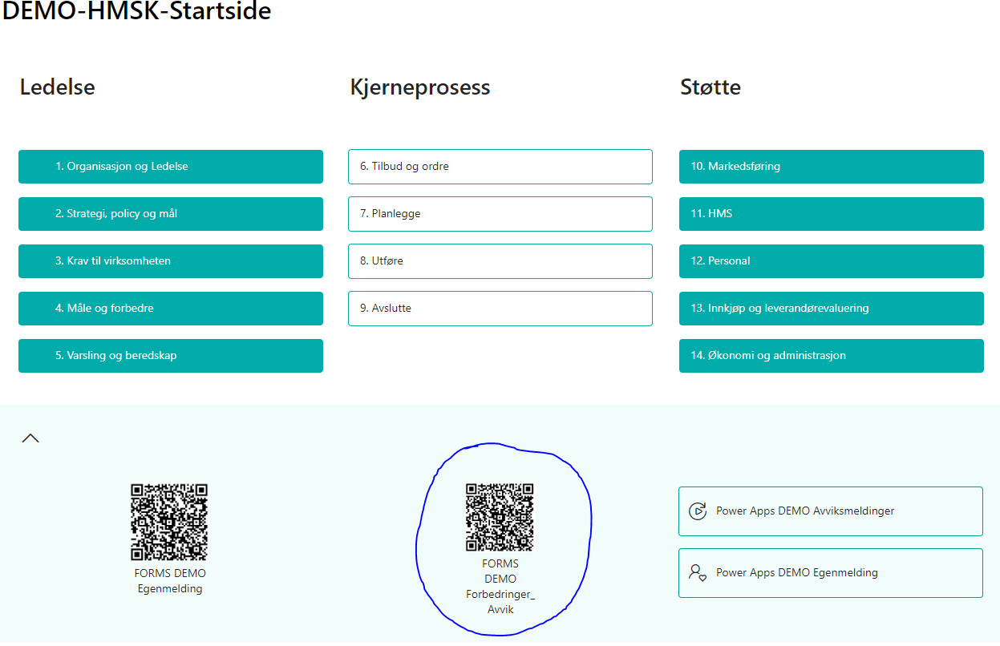 DEMO-HMSK-Startside
Ledelse
1. Organisasjon og Ledelse
2. Strategi, policy og mål
3. Krav til virksomheten
4. Måle og forbedre
5. Varsling og beredskap
Kjerneprosess
6. Tilbud og ordre
7. Planlegge
8. Utføre
9. Avslutte
Støtte
10. Markedsføring
11. HMS
12. Personal
13. Innkjøp og leverandørevaluering
14. Økonomi og administrasjon
FORMS DEMO
Egenmelding
FORMS
DEMO
Forbedringer_
Avvik
Power Apps DEMO Avviksmeldinger
Power Apps DEMO Egenmelding